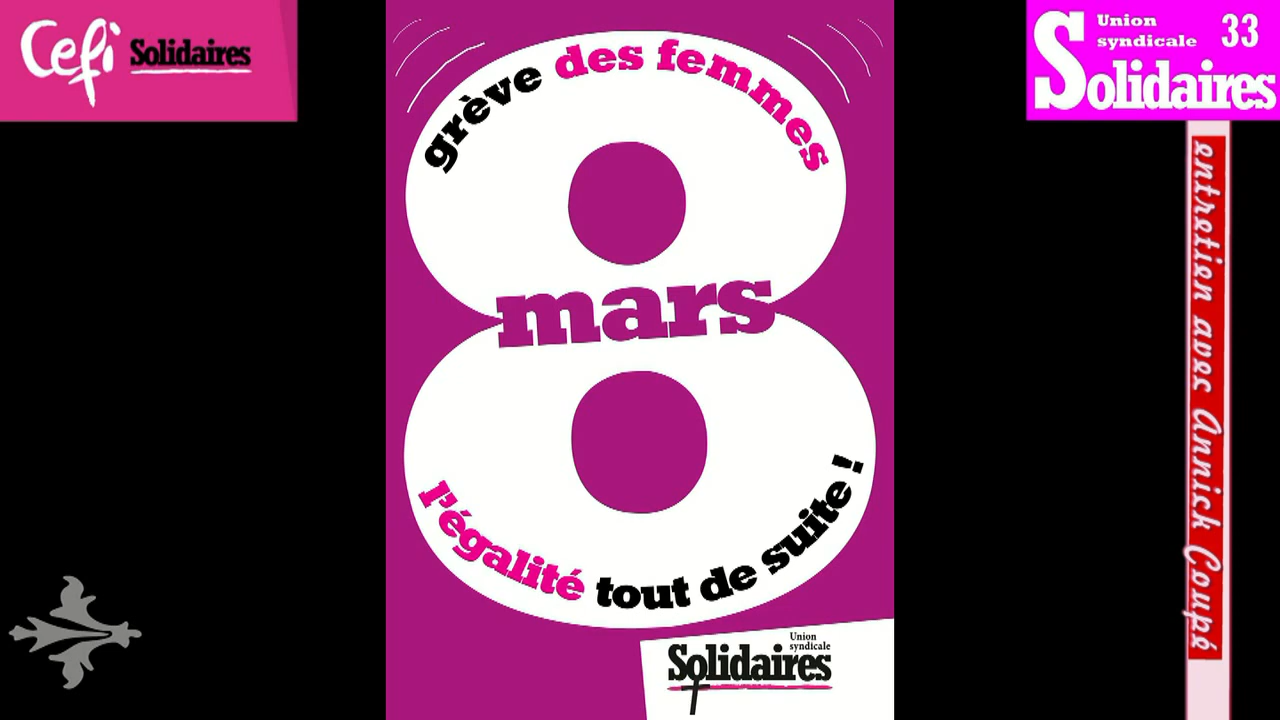 Cefi Solidaires
Union
syndicale 33
Solidaires
grève des femmes
8
mars
l'égalité tout de suite !
Union
syndicale
Solidaires
entretien avec Annick Coupé